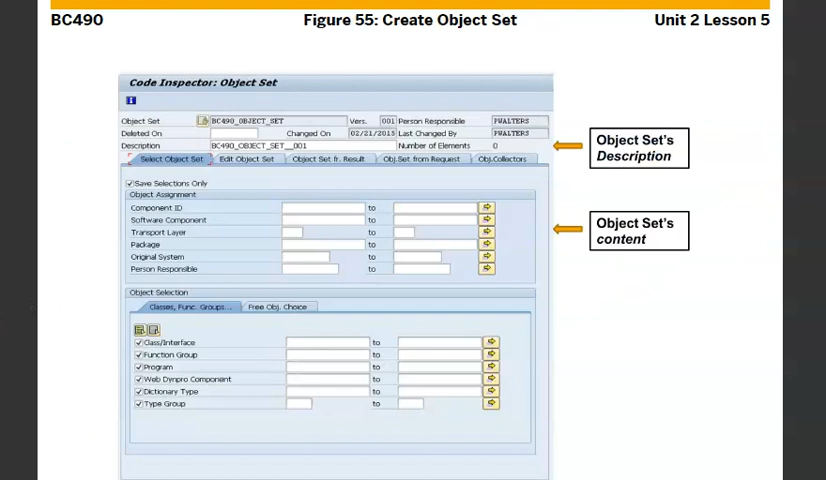 BC490 Figure 55: Create Object Set Unit 2 Lesson 5
Code Inspector: Object Set
Object Set BC490_OBJECT_SET Vers. 001 Person Responsible PWALTERS
Deleted On Changed On 02/21/2015 Last Changed By PWALTERS
Description BC490_OBJECT_SET__001 Number of Elements 0
Select Object Set Edit Object Set Object Set fr. Result Obj.Set from Request Obj.Collectors
Save Selections Only
Object Assignment
Component ID to
Software Component to
Transport Layer to
Package to
Original System to
Person Responsible to
Object Selection
Classes, Func. Groups... Free Obj. Choice
Class/Interface to
Function Group to
Program to
Web Dynpro Component to
Dictionary Type to
Type Group to
Object Set's
Description
Object Set's
content